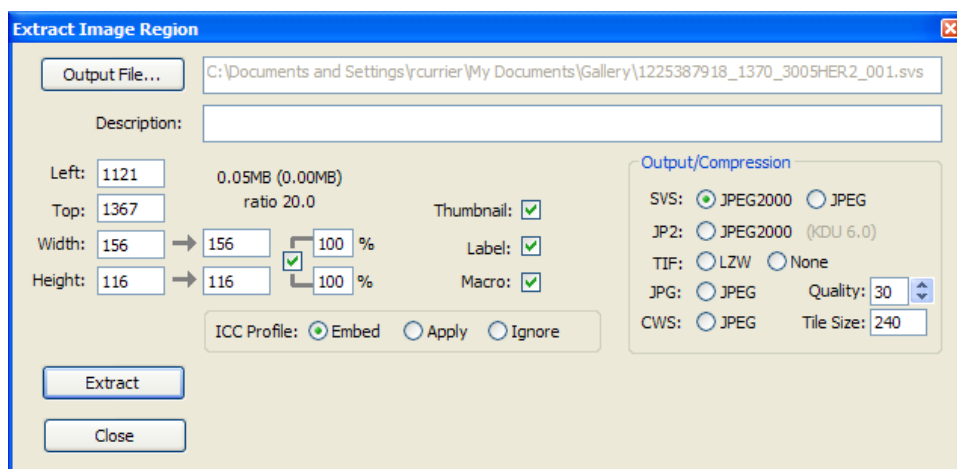 Extract Image Region
Output File... C:\Documents and Settings\rcurrier\My Documents\Gallery\1225387918_1370_3005HER2_001.svs
Description:
Left: 1121
Top: 1367
Width: 156 156 100 %
Height: 116 116 100 %
0.05MB (0.00MB)
ratio 20.0
Thumbnail:
Label:
Macro:
ICC Profile: Embed Apply Ignore
Output/Compression
SVS: JPEG2000 JPEG
JP2: JPEG2000 (KDU 6.0)
TIF: LZW None
JPG: JPEG Quality: 30
CWS: JPEG Tile Size: 240
Extract
Close